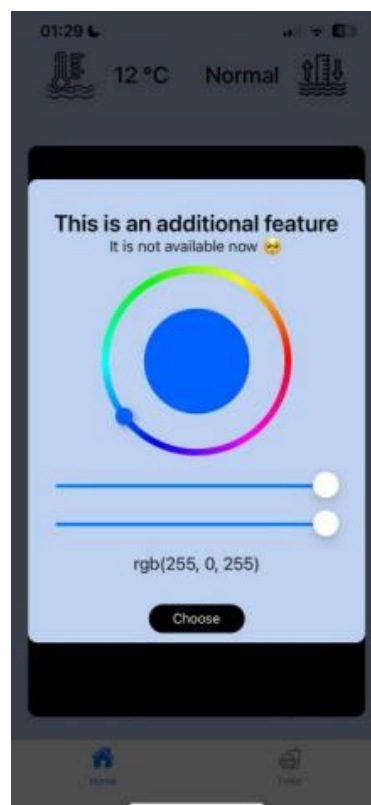 01:29
12 °C Normal
This is an additional feature
It is not available now 🥹
rgb(255, 0, 255)
Choose
Home